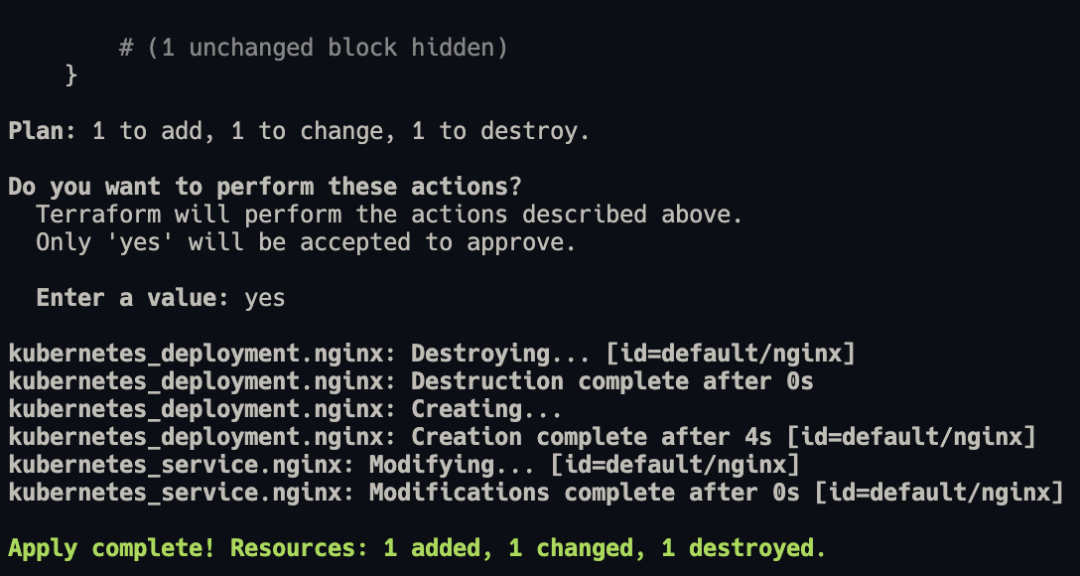 # (1 unchanged block hidden)
}
Plan: 1 to add, 1 to change, 1 to destroy.
Do you want to perform these actions?
Terraform will perform the actions described above.
Only 'yes' will be accepted to approve.
Enter a value: yes
kubernetes_deployment.nginx: Destroying... [id=default/nginx]
kubernetes_deployment.nginx: Destruction complete after 0s
kubernetes_deployment.nginx: Creating...
kubernetes_deployment.nginx: Creation complete after 4s [id=default/nginx]
kubernetes_service.nginx: Modifying... [id=default/nginx]
kubernetes_service.nginx: Modifications complete after 0s [id=default/nginx]
Apply complete! Resources: 1 added, 1 changed, 1 destroyed.